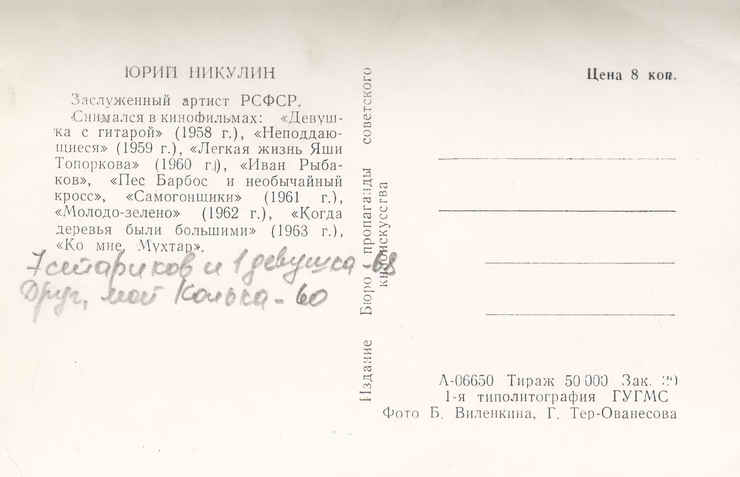 ЮРИЙ НИКУЛИН
Заслуженный артист РСФСР.
Снимался в кинофильмах: «Девуш-
ка с гитарой» (1958 г.), «Неподдаю-
щиеся» (1959 г.), «Легкая жизнь Яши
Топоркова» (1960 г.), «Иван Рыба-
ков», «Пес Барбос и необычайный
кросс», «Самогонщики» (1961 г.),
«Молодо-зелено» (1962 г.), «Когда
деревья были большими» (1963 г.),
«Ко мне, Мухтар».
7 стариков и 1 девушка - 68
Друг, мой Колька - 60
Издание Бюро пропаганды советского
киноискусства
Цена 8 коп.
А-06650 Тираж 50 000 Зак.
1-я типолитография ГУГМС
Фото Б. Виленкина, Г. Тер-Ованесова